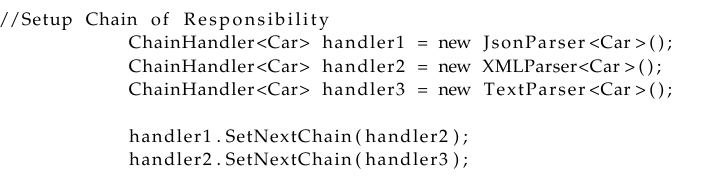 //Setup Chain of Responsibility
ChainHandler<Car> handler1 = new JsonParser<Car>();
ChainHandler<Car> handler2 = new XMLParser<Car>();
ChainHandler<Car> handler3 = new TextParser<Car>();
handler1.SetNextChain(handler2);
handler2.SetNextChain(handler3);